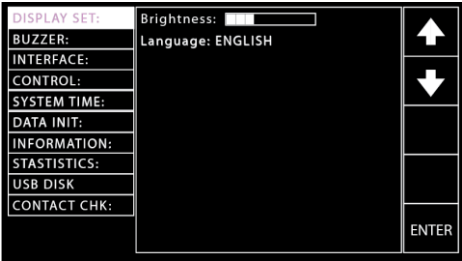 DISPLAY SET:
BUZZER:
INTERFACE:
CONTROL:
SYSTEM TIME:
DATA INIT:
INFORMATION:
STASTISTICS:
USB DISK
CONTACT CHK:
Brightness:
Language: ENGLISH
ENTER